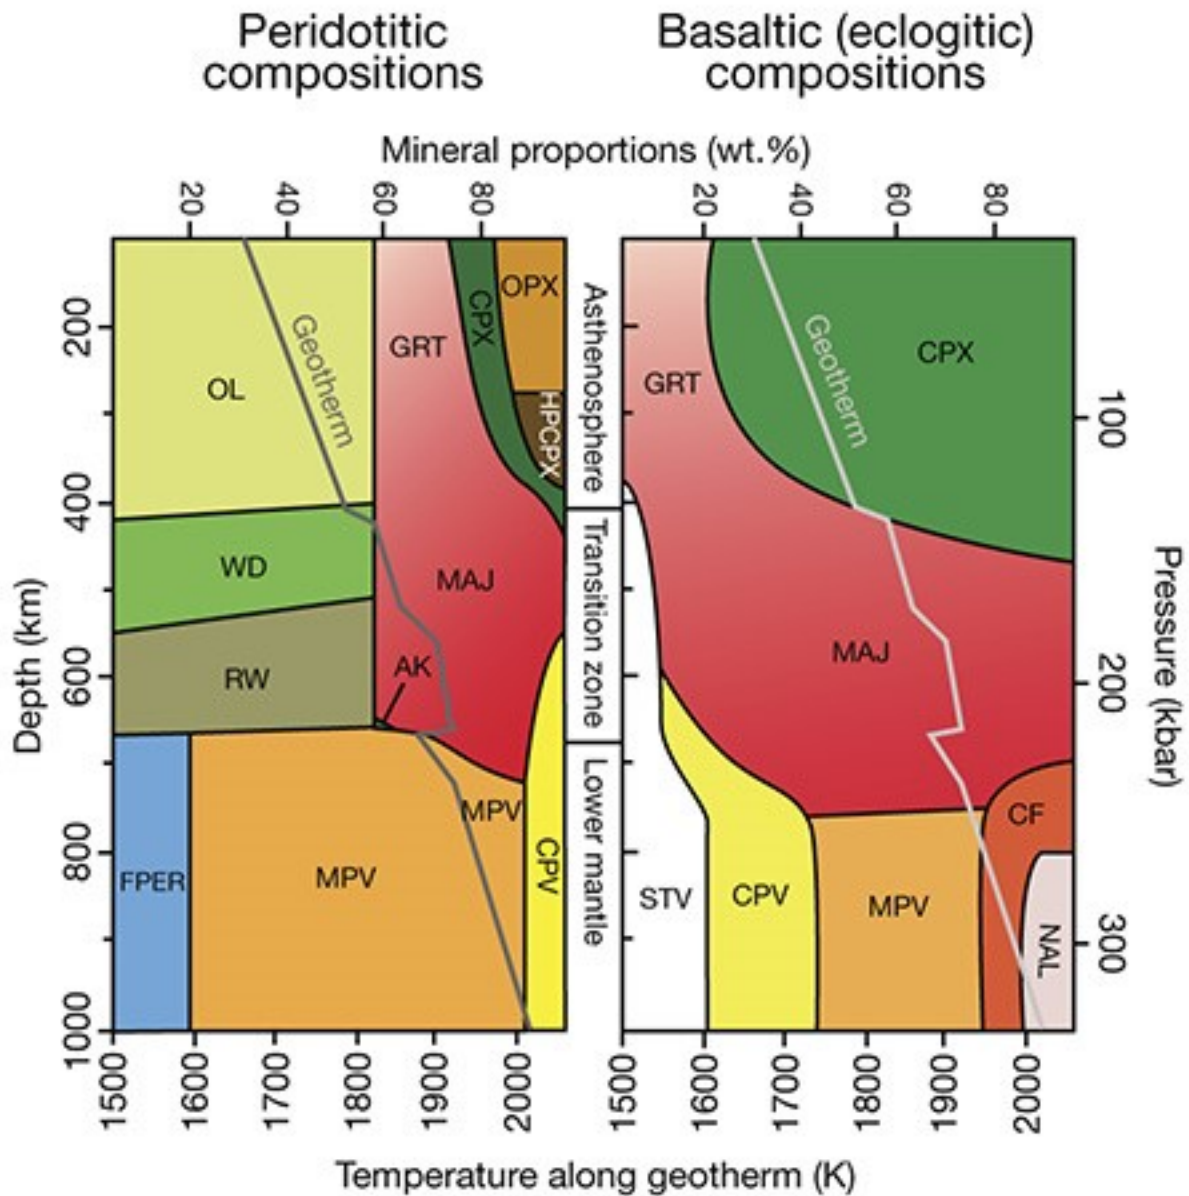 Peridotitic
compositions
Basaltic (eclogitic)
compositions
Mineral proportions (wt.%)
20 40 60 80
20 40 60 80
Depth (km)
200
400
600
800
1000
OL
Geotherm
GRT
CPX
OPX
HPCPX
WD
MAJ
RW
AK
FPER
MPV
MPV
CPV
Asthenosphere
Transition zone
Lower mantle
GRT
Geotherm
CPX
MAJ
STV
CPV
MPV
CF
NAL
100
200
300
Pressure (kbar)
1500 1600 1700 1800 1900 2000
1500 1600 1700 1800 1900 2000
Temperature along geotherm (K)